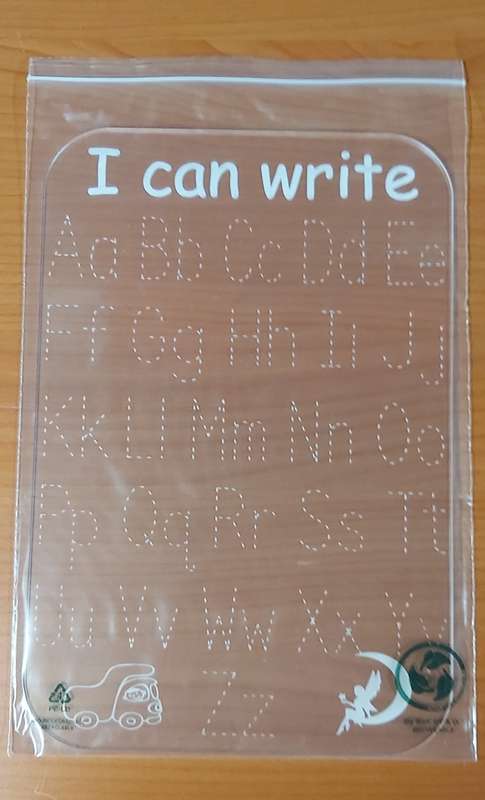 I can write
Aa Bb Cc Dd Ee
Ff Gg Hh Ii Jj
Kk Ll Mm Nn Oo
Pp Qq Rr Ss Tt
Uu Vv Ww Xx Yy
Zz